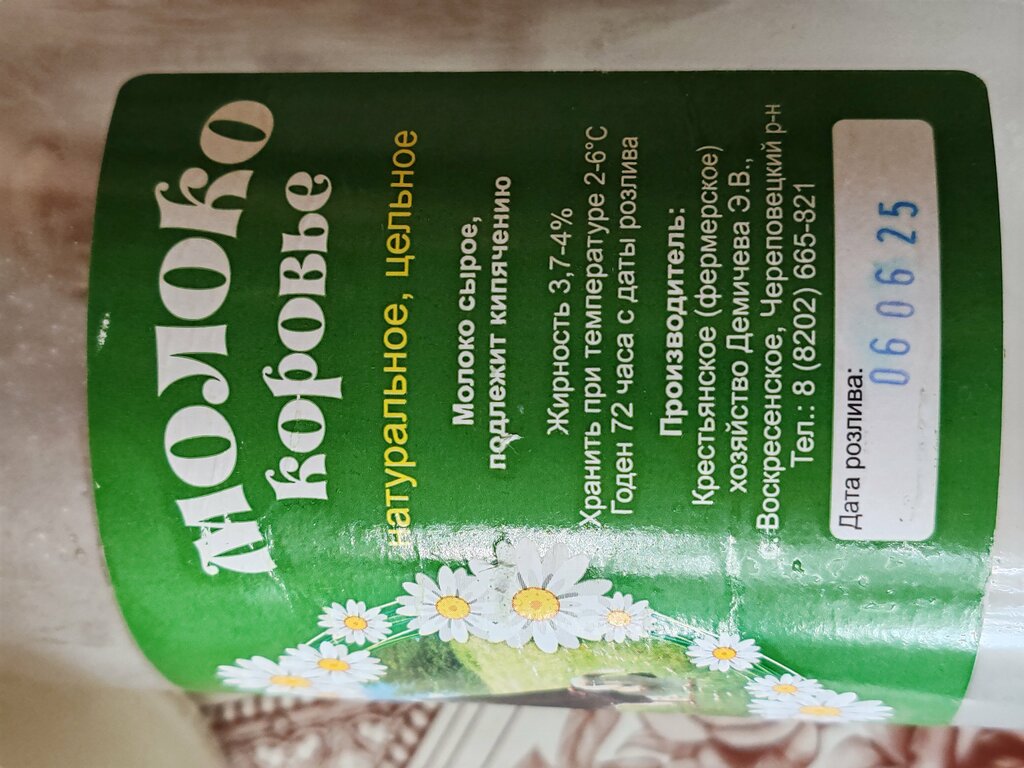 молоко
коровье
натуральное, цельное
Молоко сырое,
подлежит кипячению
Жирность 3,7-4%
Хранить при температуре 2-6°С
Годен 72 часа с даты розлива
Производитель:
Крестьянское (фермерское)
хозяйство Демичева Э.В.,
с.Воскресенское, Череповецкий р-н
Тел.: 8 (8202) 665-821
Дата розлива:
06 06 25